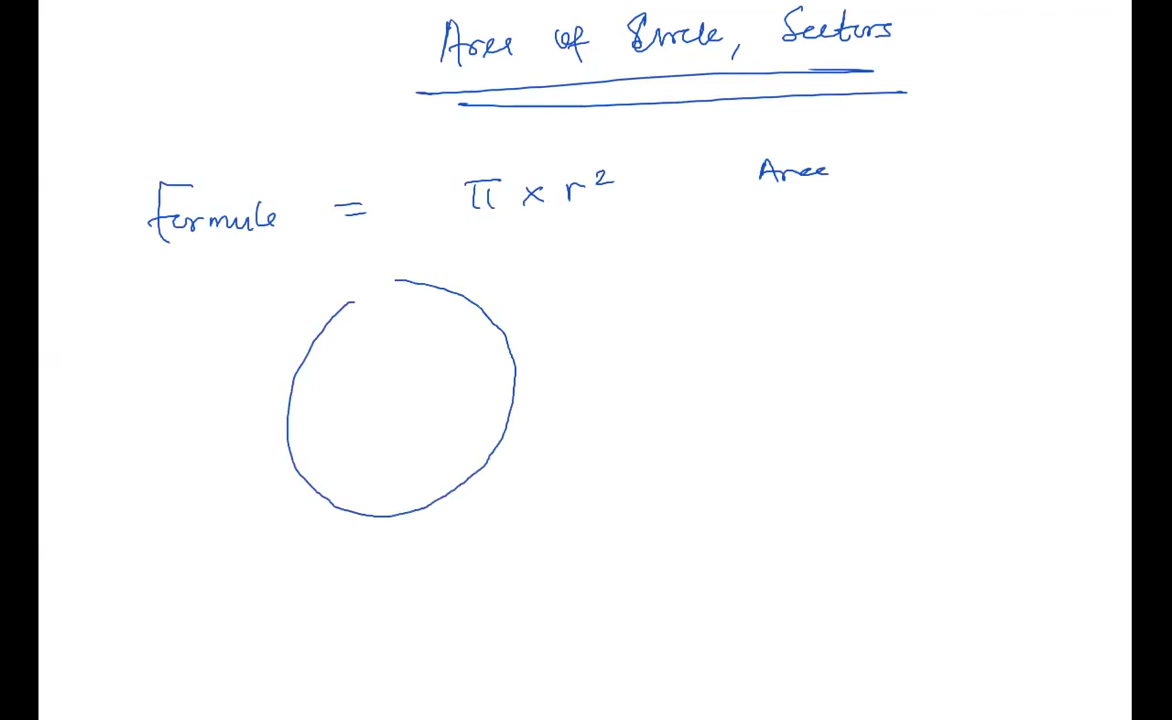 Area of Circle, Sectors
Formula = π × r² Area